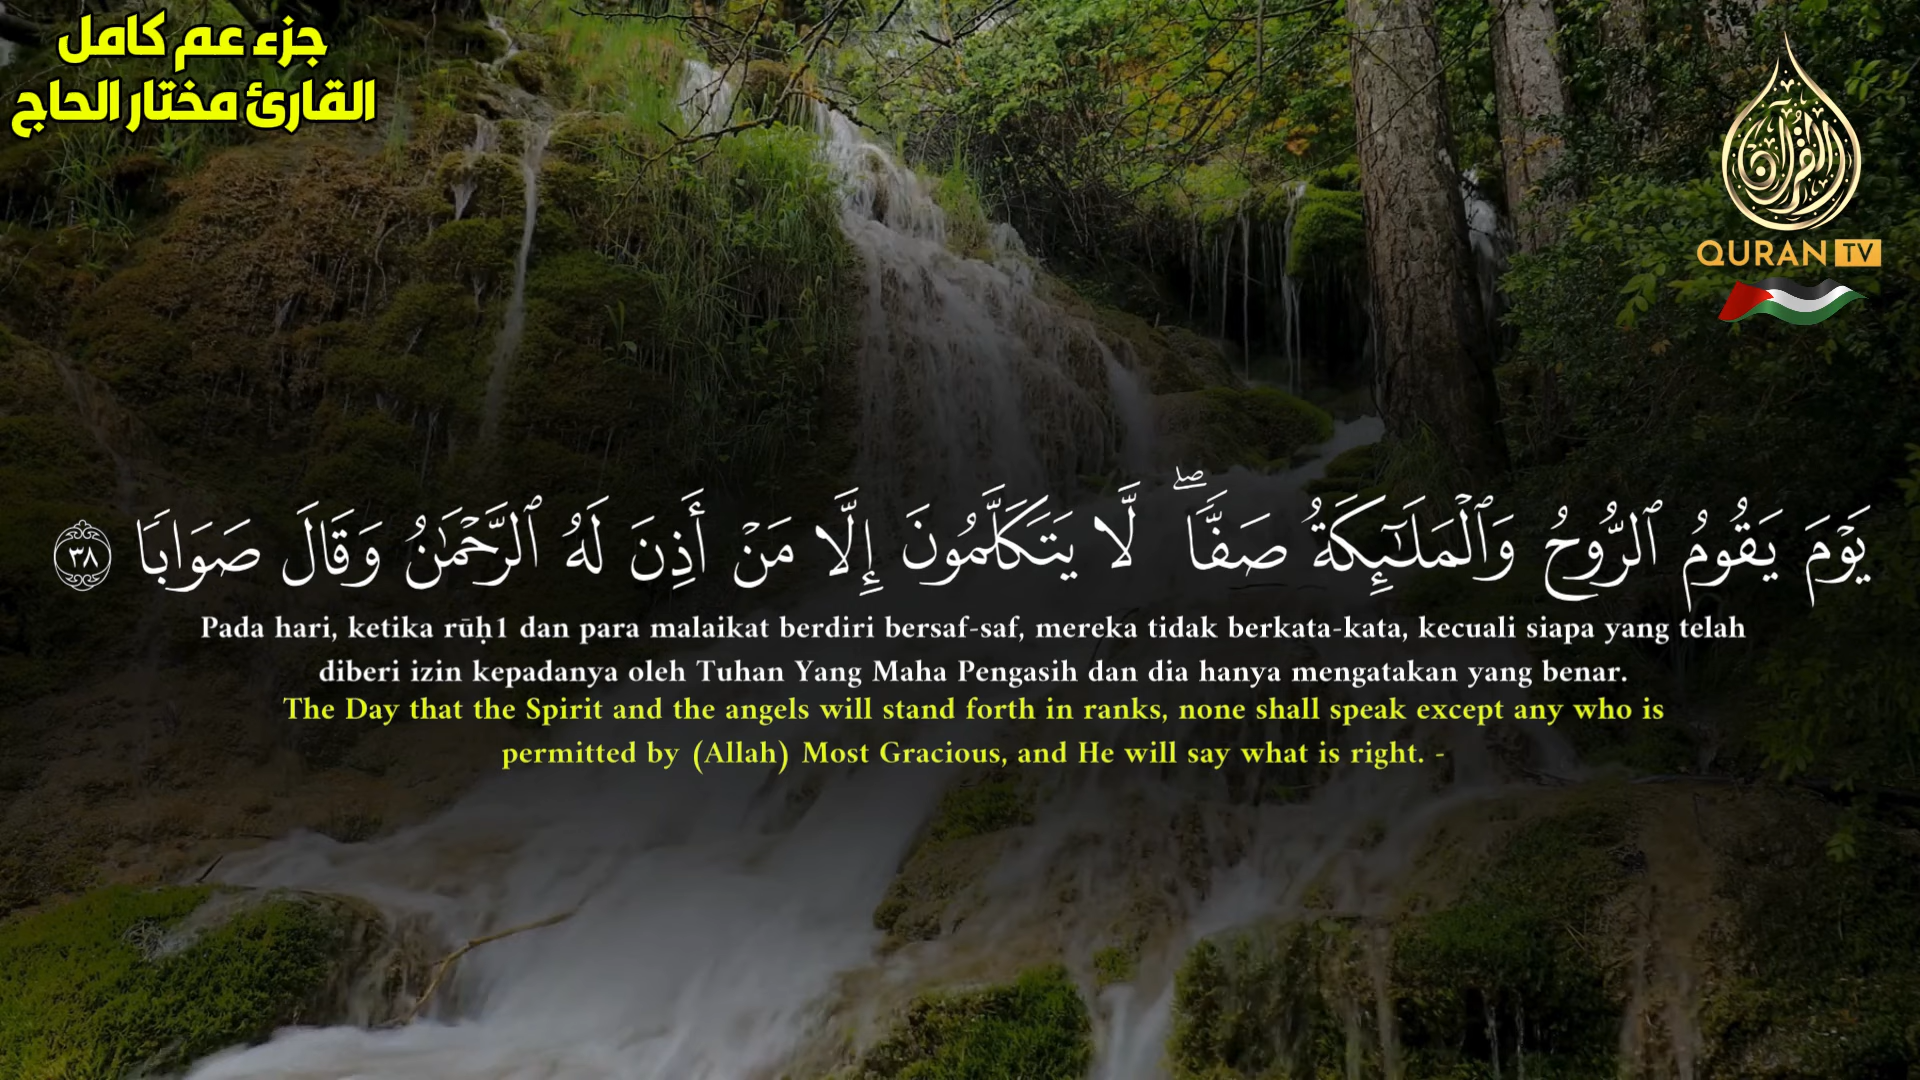 جزء عم كامل
القارئ مختار الحاج
القرآن
QURAN TV
يَوْمَ يَقُومُ ٱلرُّوحُ وَٱلْمَلَـٰٓئِكَةُ صَفًّا ۖ لَّا يَتَكَلَّمُونَ إِلَّا مَنْ أَذِنَ لَهُ ٱلرَّحْمَـٰنُ وَقَالَ صَوَابًا ٣٨
Pada hari, ketika rūḥ1 dan para malaikat berdiri bersaf-saf, mereka tidak berkata-kata, kecuali siapa yang telah
diberi izin kepadanya oleh Tuhan Yang Maha Pengasih dan dia hanya mengatakan yang benar.
The Day that the Spirit and the angels will stand forth in ranks, none shall speak except any who is
permitted by (Allah) Most Gracious, and He will say what is right. -